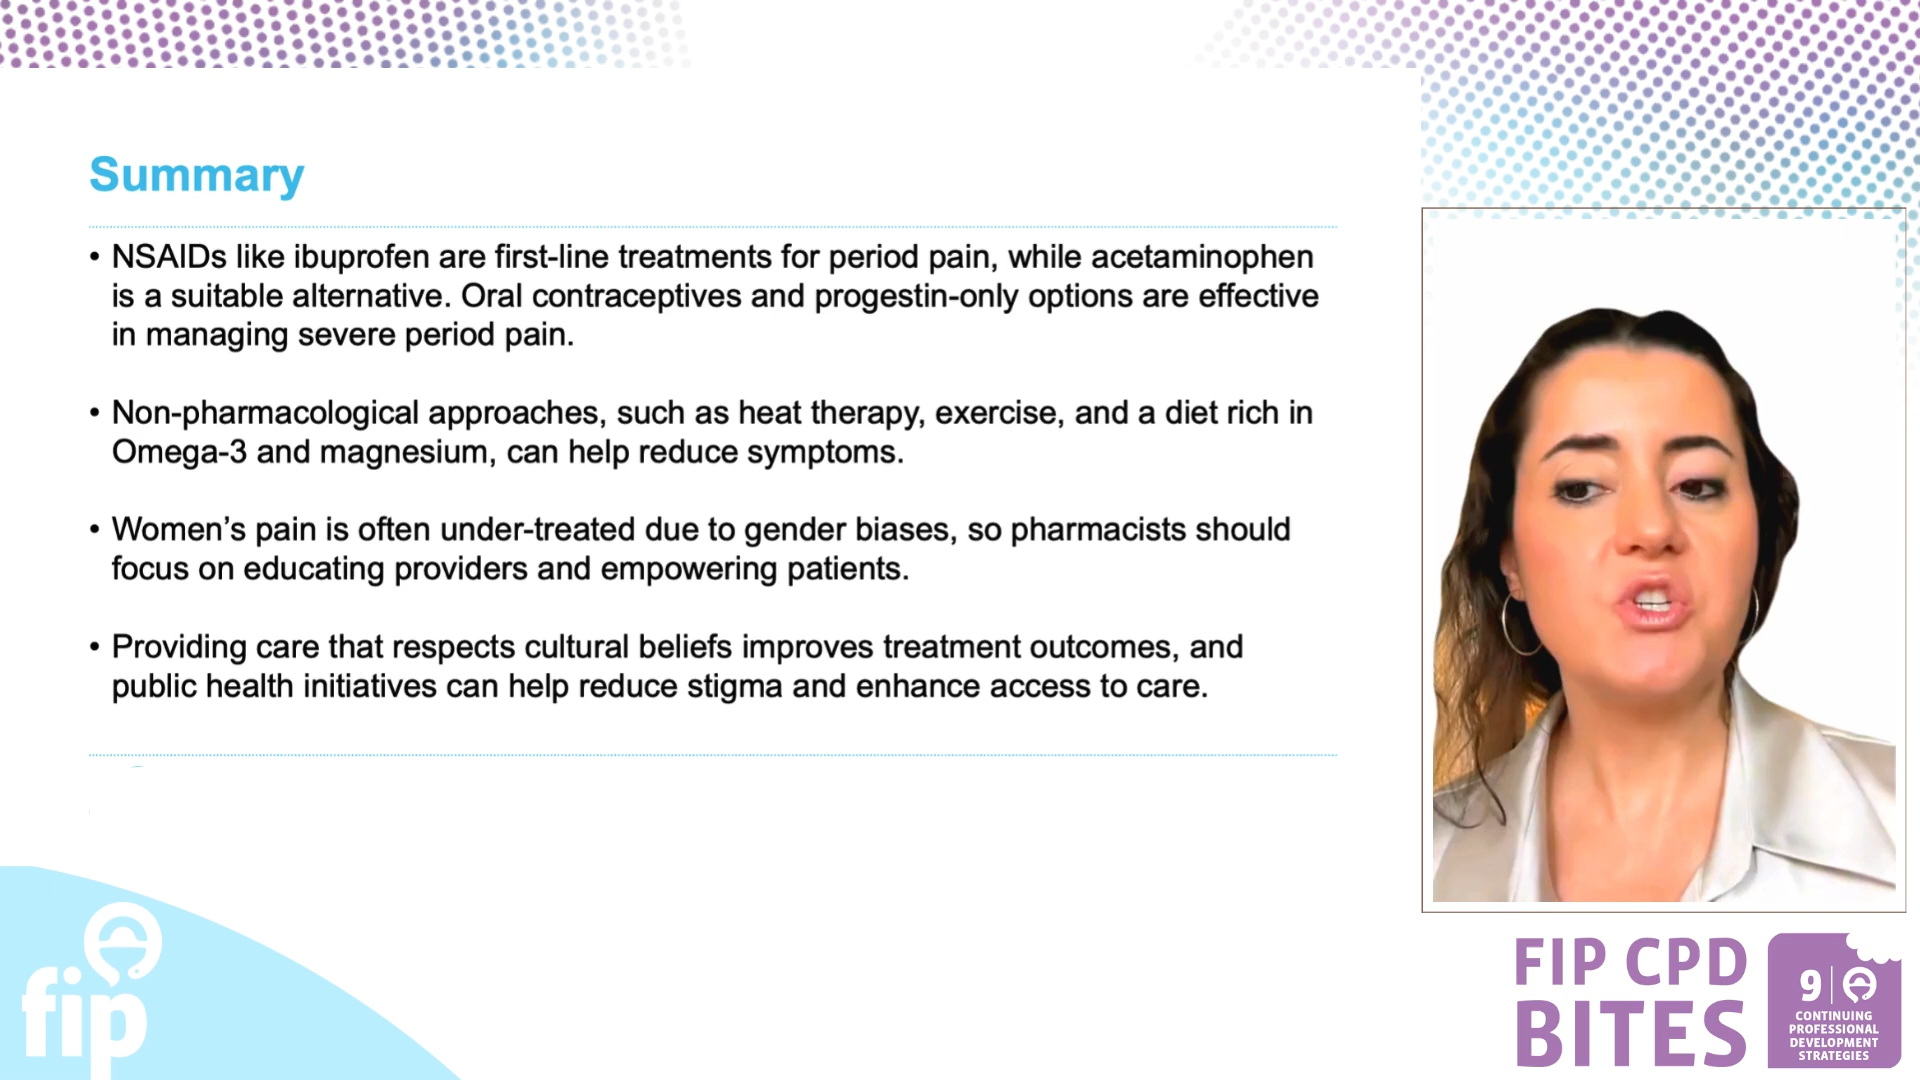 Summary
• NSAIDs like ibuprofen are first-line treatments for period pain, while acetaminophen
is a suitable alternative. Oral contraceptives and progestin-only options are effective
in managing severe period pain.
• Non-pharmacological approaches, such as heat therapy, exercise, and a diet rich in
Omega-3 and magnesium, can help reduce symptoms.
• Women’s pain is often under-treated due to gender biases, so pharmacists should
focus on educating providers and empowering patients.
• Providing care that respects cultural beliefs improves treatment outcomes, and
public health initiatives can help reduce stigma and enhance access to care.
fip
FIP CPD
BITES
9
CONTINUING
PROFESSIONAL
DEVELOPMENT
STRATEGIES